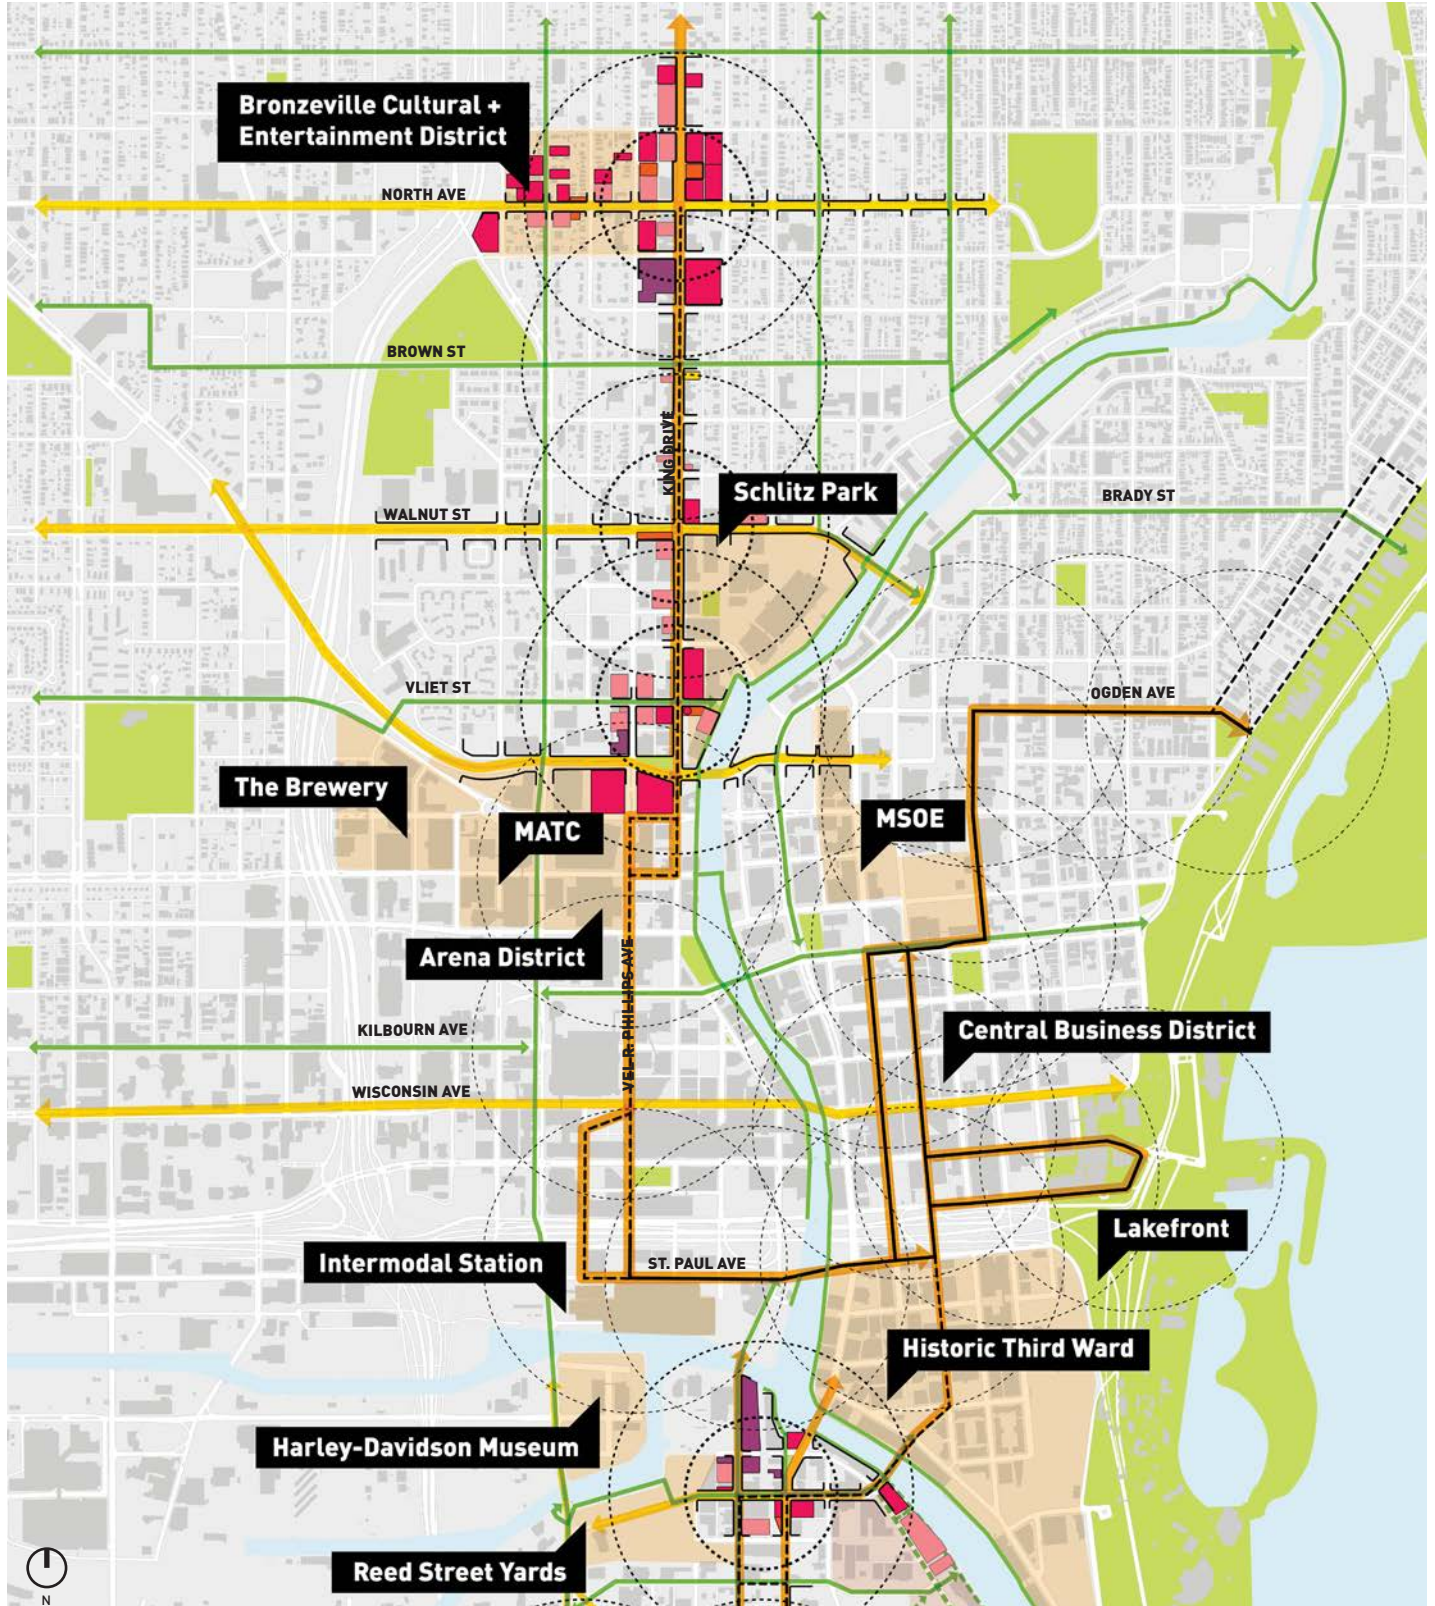 Bronzeville Cultural +
Entertainment District
NORTH AVE
BROWN ST
KING DRIVE
Schlitz Park
BRADY ST
WALNUT ST
VLIET ST
OGDEN AVE
The Brewery
MATC
MSOE
Arena District
VEL R. PHILLIPS AVE
KILBOURN AVE
Central Business District
WISCONSIN AVE
Lakefront
Intermodal Station
ST. PAUL AVE
Historic Third Ward
Harley-Davidson Museum
Reed Street Yards
N